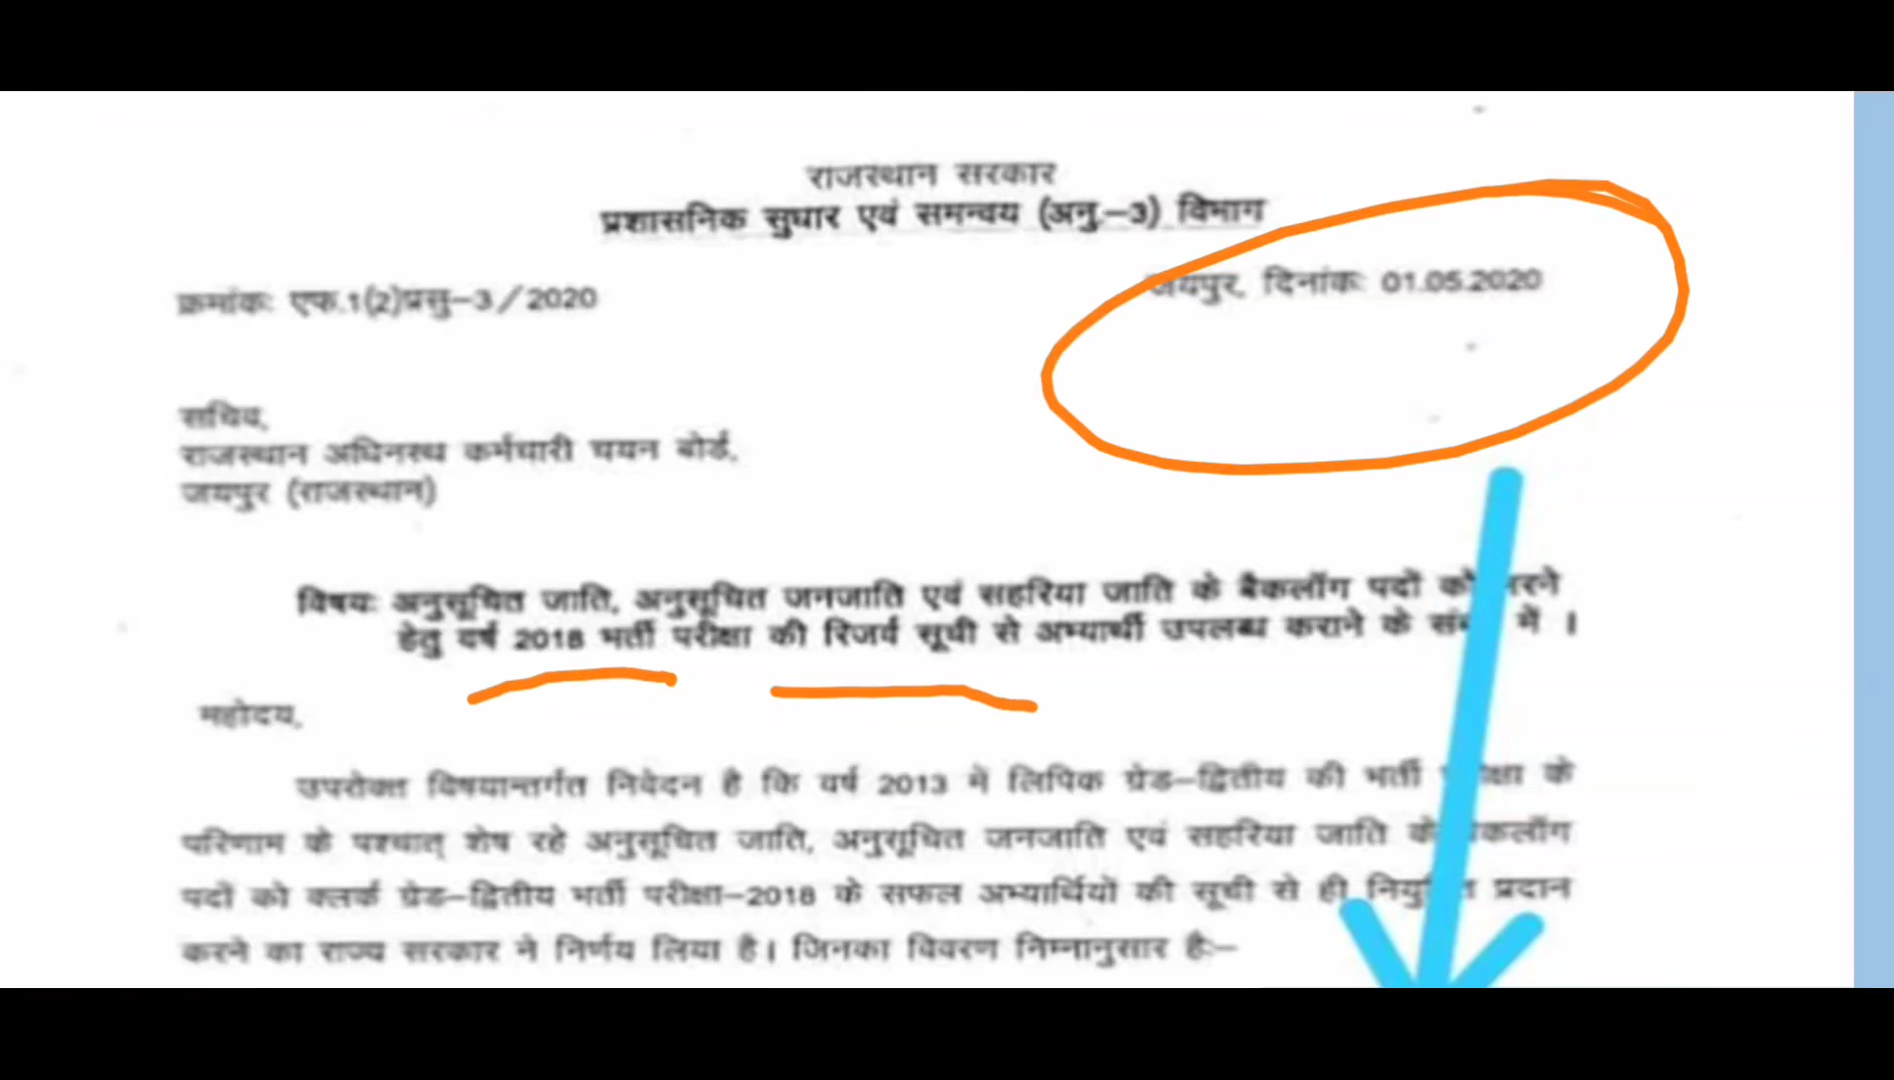 राजस्थान सरकार
प्रशासनिक सुधार एवं समन्वय (अनु.–3) विभाग
क्रमांकः एफ.1(2)प्रसु–3/2020
जयपुर, दिनांकः 01.05.2020
सचिव,
राजस्थान अधिनस्थ कर्मचारी चयन बोर्ड,
जयपुर (राजस्थान)
विषयः अनुसूचित जाति, अनुसूचित जनजाति एवं सहरिया जाति के बैकलॉग पदों को
हेतु वर्ष 2018 भर्ती परीक्षा की रिजर्व सूची से अभ्यार्थी उपलब्ध कराने के में ।
महोदय,
उपरोक्त विषयान्तर्गत निवेदन है कि वर्ष 2013 में लिपिक ग्रेड–द्वितीय की भर्ती के
परिणाम के पश्चात् शेष रहे अनुसूचित जाति, अनुसूचित जनजाति एवं सहरिया जाति के
पदों को क्लर्क ग्रेड–द्वितीय भर्ती परीक्षा–2018 के सफल अभ्यार्थियों की सूची से ही प्रदान
करने का राज्य सरकार ने निर्णय लिया है। जिनका विवरण निम्नानुसार हैः–